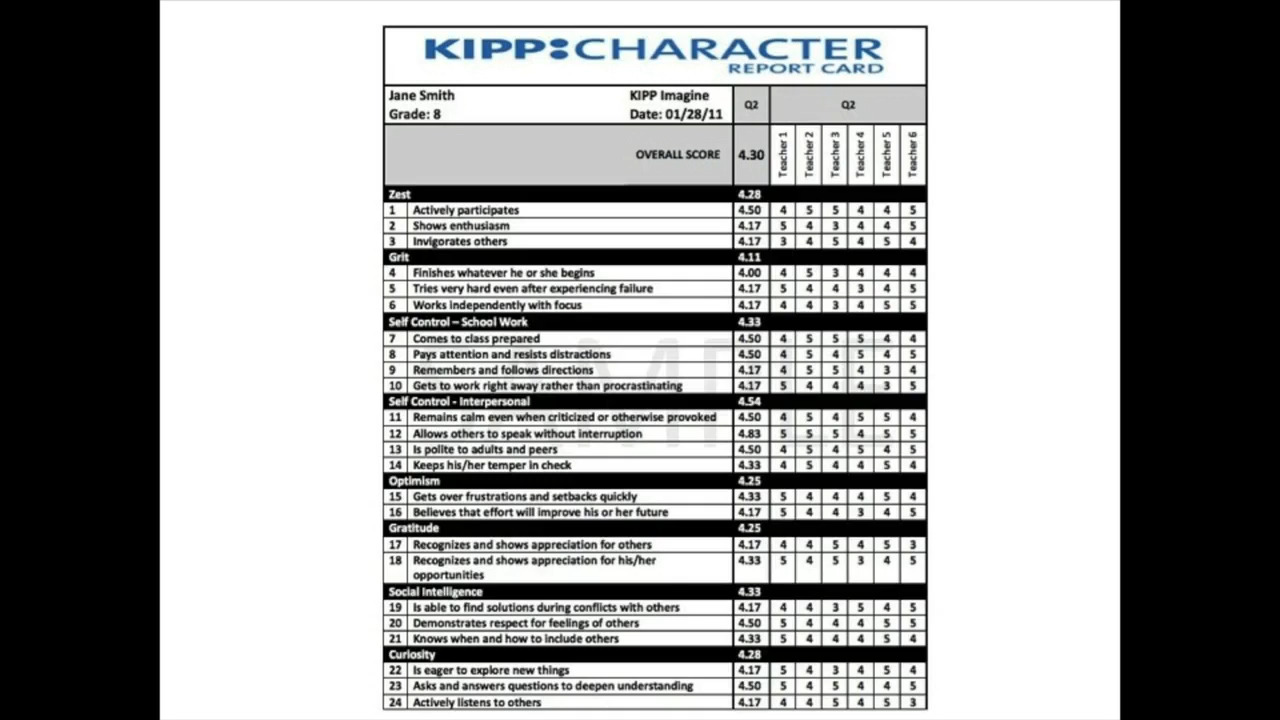 KIPP:CHARACTER
REPORT CARD
Jane Smith KIPP Imagine Q2 Q2
Grade: 8 Date: 01/28/11
OVERALL SCORE 4.30 Teacher 1 Teacher 2 Teacher 3 Teacher 4 Teacher 5 Teacher 6
Zest 4.28
1 Actively participates 4.50 4 5 5 4 4 5
2 Shows enthusiasm 4.17 5 4 3 4 4 5
3 Invigorates others 4.17 3 4 5 4 5 4
Grit 4.11
4 Finishes whatever he or she begins 4.00 4 5 3 4 4 4
5 Tries very hard even after experiencing failure 4.17 5 4 4 3 4 5
6 Works independently with focus 4.17 4 4 3 4 5 5
Self Control – School Work 4.33
7 Comes to class prepared 4.50 4 5 5 5 4 4
8 Pays attention and resists distractions 4.50 4 5 4 5 4 5
9 Remembers and follows directions 4.17 4 5 5 4 3 4
10 Gets to work right away rather than procrastinating 4.17 5 4 4 4 3 5
Self Control - Interpersonal 4.54
11 Remains calm even when criticized or otherwise provoked 4.50 4 5 4 5 5 4
12 Allows others to speak without interruption 4.83 5 5 5 4 5 5
13 Is polite to adults and peers 4.50 4 5 4 5 4 5
14 Keeps his/her temper in check 4.33 4 5 4 4 5 4
Optimism 4.25
15 Gets over frustrations and setbacks quickly 4.33 5 4 4 4 5 4
16 Believes that effort will improve his or her future 4.17 5 4 4 3 4 5
Gratitude 4.25
17 Recognizes and shows appreciation for others 4.17 4 4 5 4 5 3
18 Recognizes and shows appreciation for his/her 4.33 5 4 5 3 4 5
opportunities
Social Intelligence 4.33
19 Is able to find solutions during conflicts with others 4.17 4 4 3 5 4 5
20 Demonstrates respect for feelings of others 4.50 5 4 4 4 5 5
21 Knows when and how to include others 4.33 5 4 4 4 5 4
Curiosity 4.28
22 Is eager to explore new things 4.17 5 4 3 4 5 4
23 Asks and answers questions to deepen understanding 4.50 5 4 5 4 4 5
24 Actively listens to others 4.17 4 4 5 4 5 3
SAMPLE